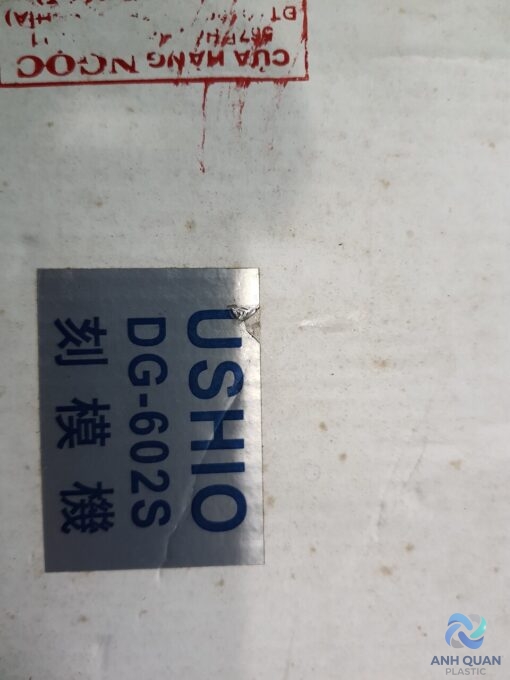 CỬA HÀNG NGỌC
USHIO
DG-602S
刻模機
ANH QUAN
PLASTIC